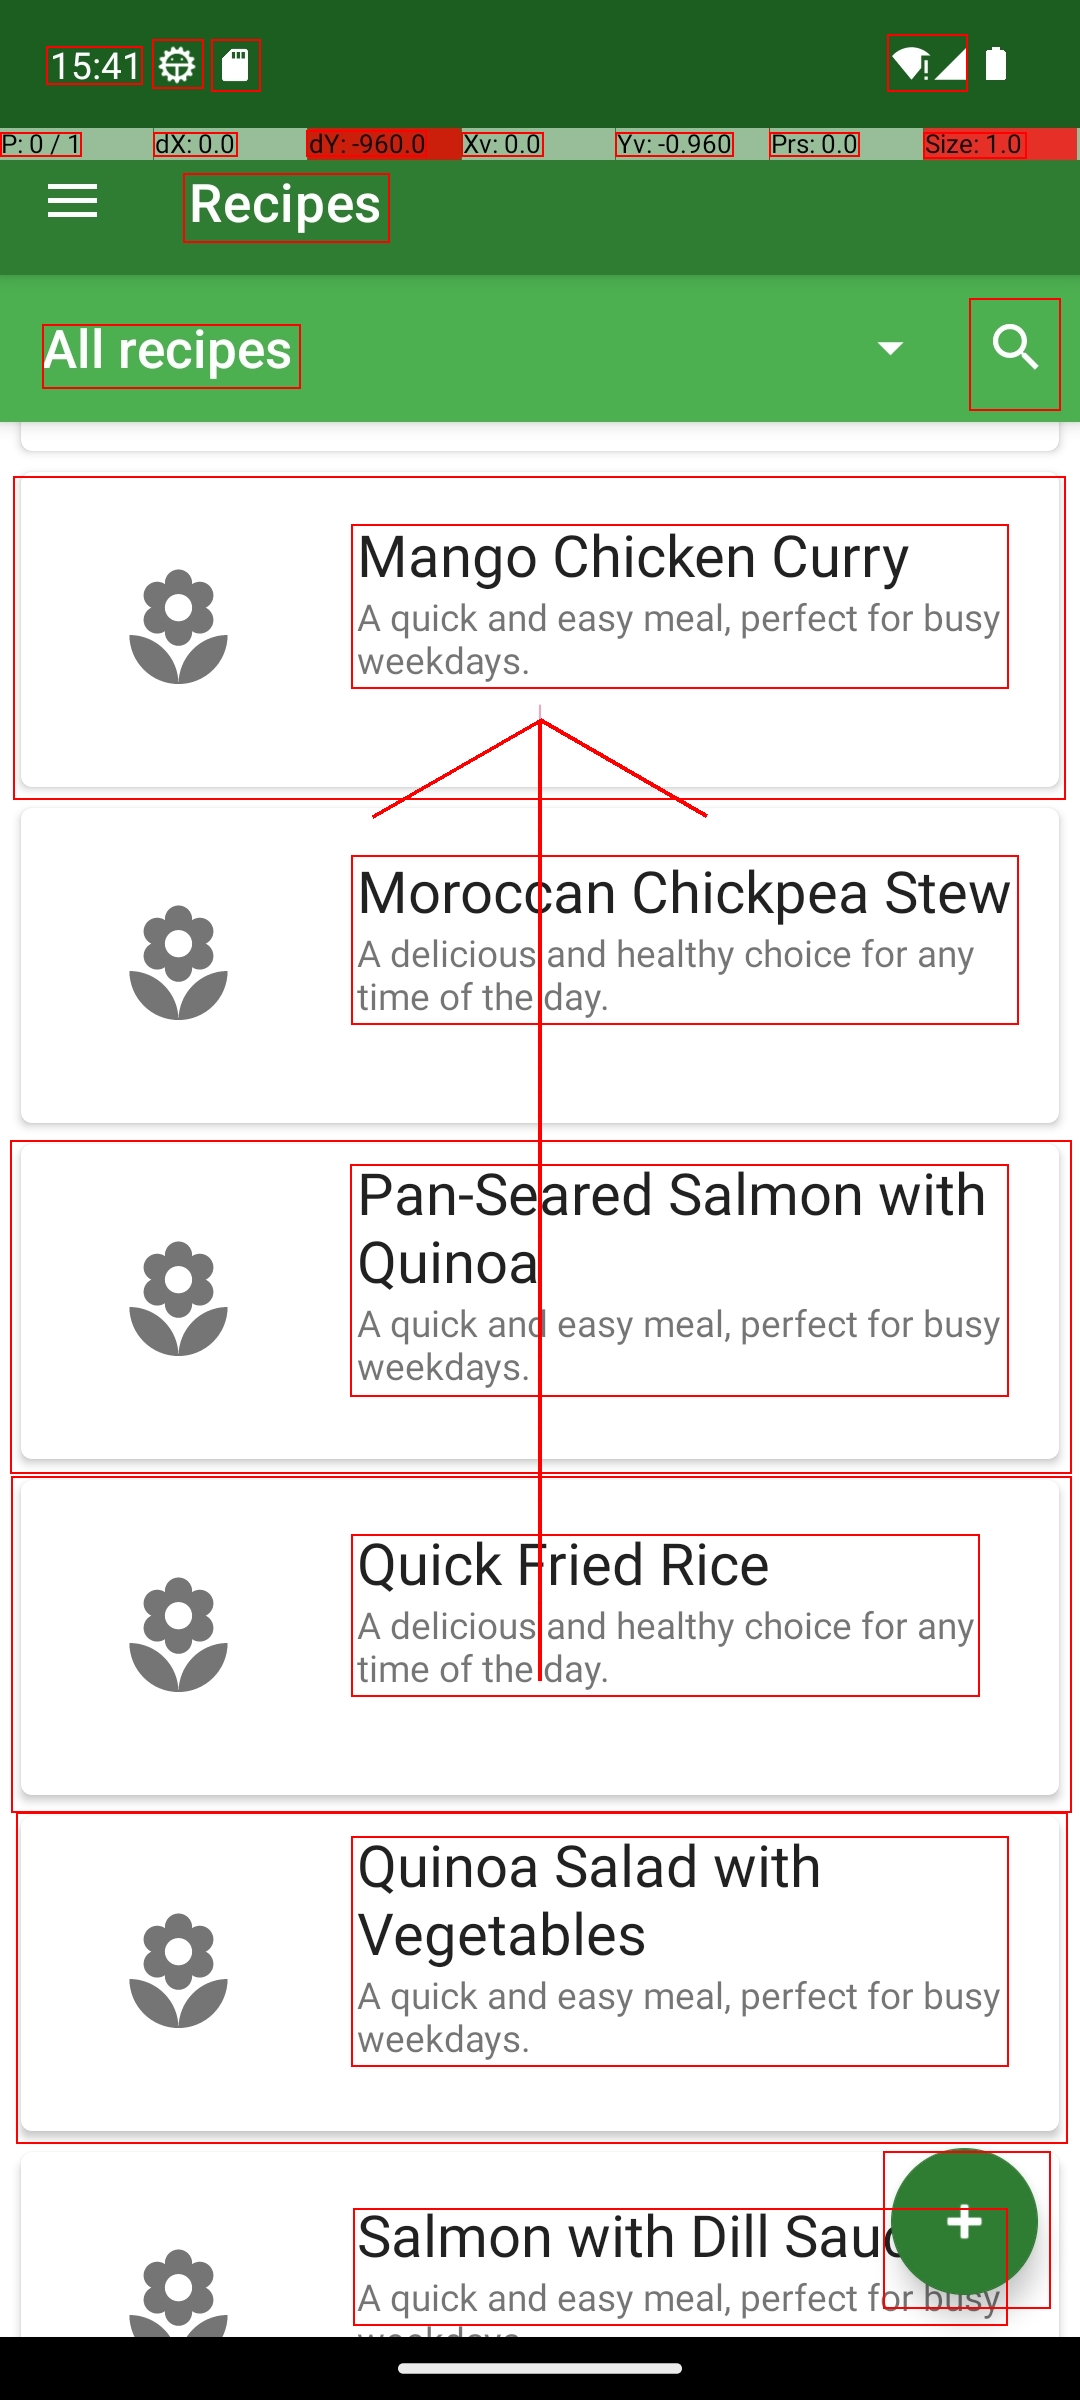 15:41
P: 0 / 1 dX: 0.0 dY: -960.0 Xv: 0.0 Yv: -0.960 Prs: 0.0 Size: 1.0
Recipes
All recipes
Mango Chicken Curry
A quick and easy meal, perfect for busy
weekdays.
Moroccan Chickpea Stew
A delicious and healthy choice for any
time of the day.
Pan-Seared Salmon with
Quinoa
A quick and easy meal, perfect for busy
weekdays.
Quick Fried Rice
A delicious and healthy choice for any
time of the day.
Quinoa Salad with
Vegetables
A quick and easy meal, perfect for busy
weekdays.
Salmon with Dill
A quick and easy meal, perfect for busy